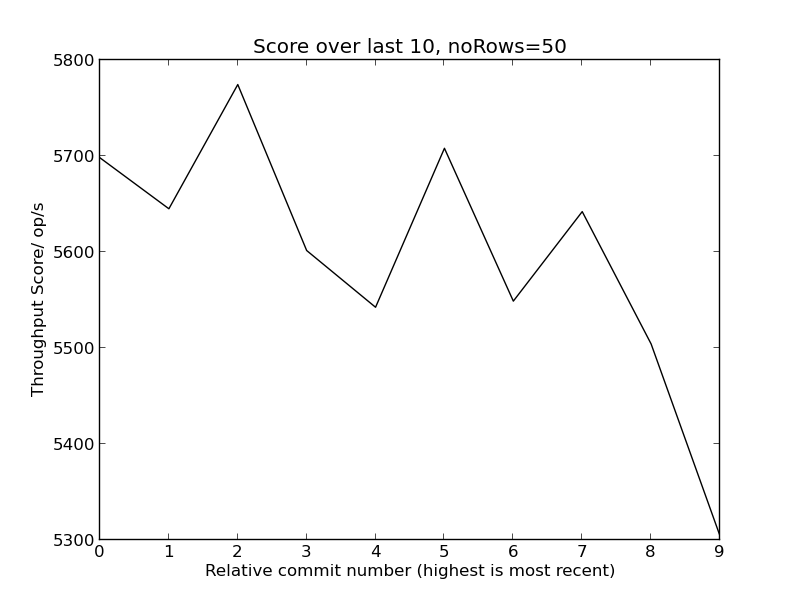 Score over last 10, noRows=50
5800
5700
5600
5500
5400
5300
Throughput Score/ op/s
0 1 2 3 4 5 6 7 8 9
Relative commit number (highest is most recent)